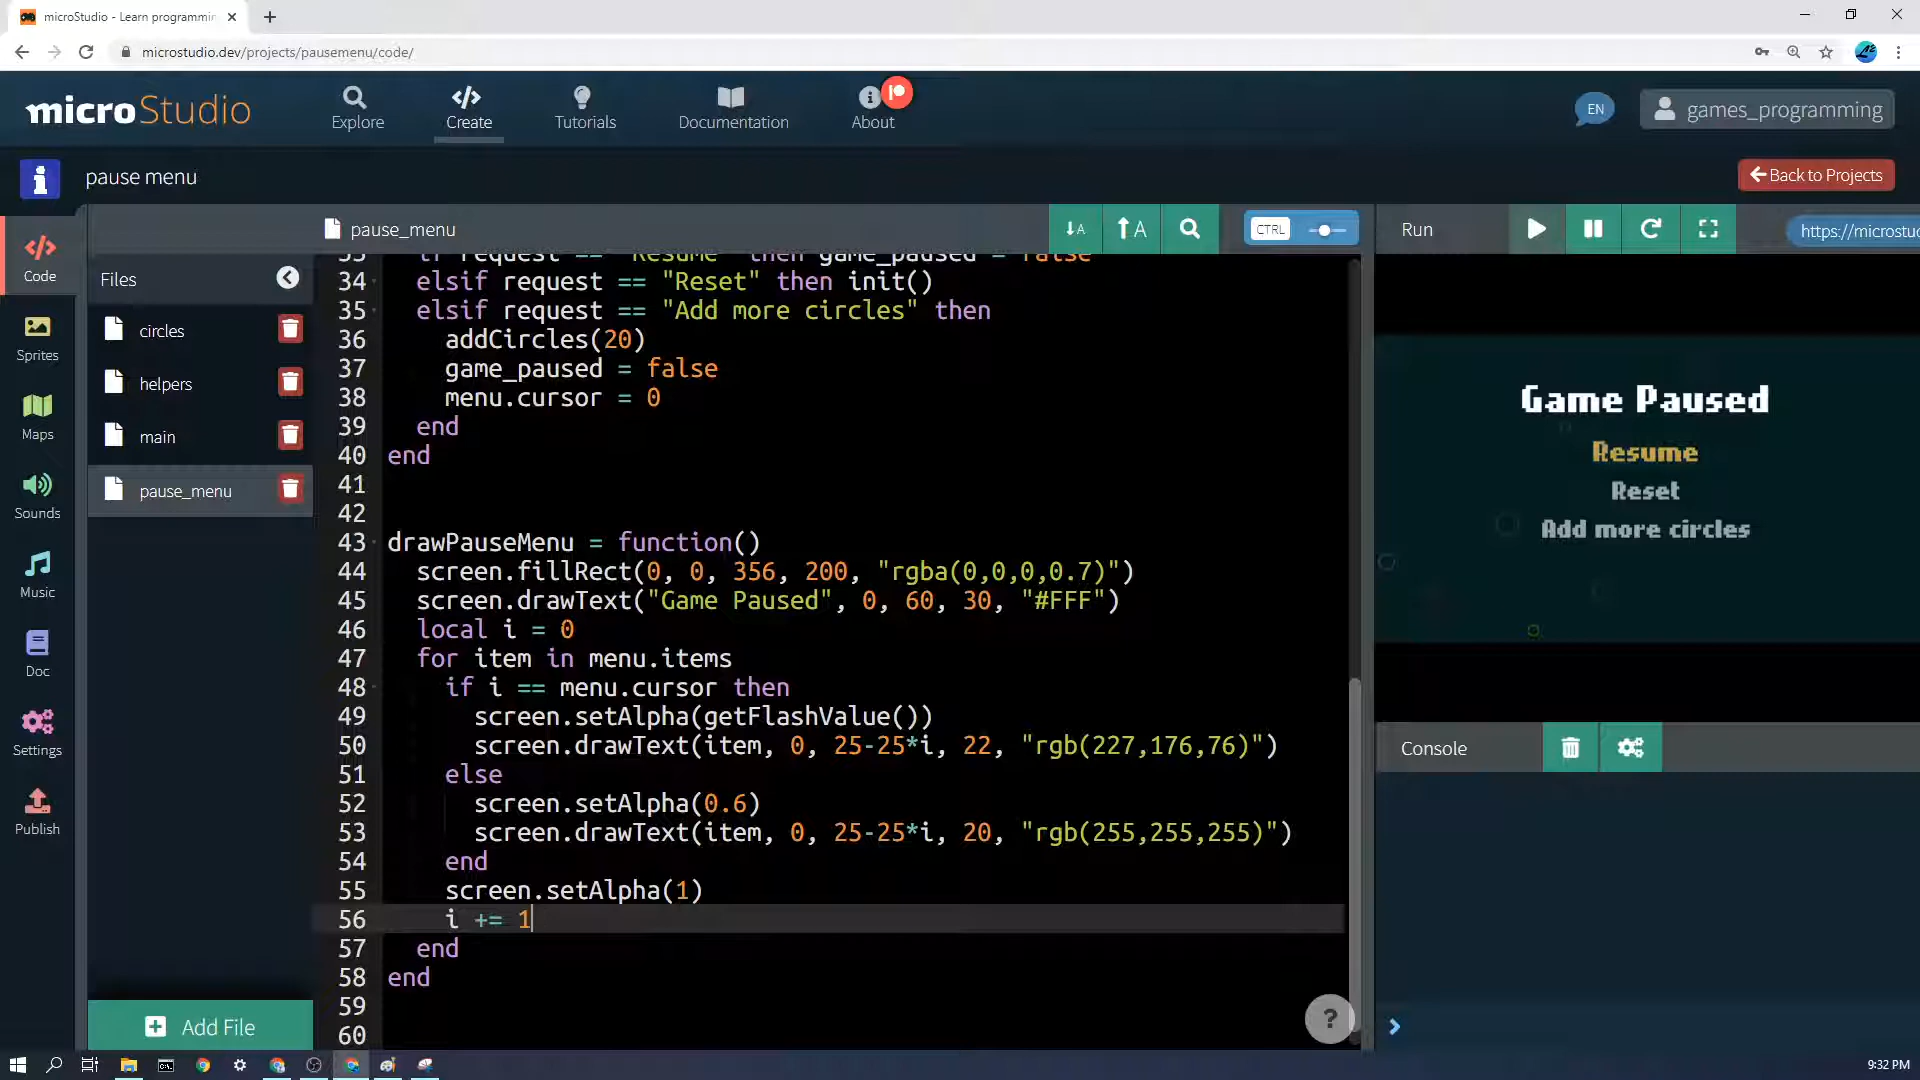 microStudio - Learn programmin
microstudio.dev/projects/pausemenu/code/
microStudio
Explore
Create
Tutorials
Documentation
About
EN
games_programming
pause menu
Back to Projects
pause_menu
A
A
CTRL
Run
https://microstu
Code
Sprites
Maps
Sounds
Music
Doc
Settings
Publish
Files
circles
helpers
main
pause_menu
Add File
33 if request == "Resume" then game_paused = false
34 elsif request == "Reset" then init()
35 elsif request == "Add more circles" then
36 addCircles(20)
37 game_paused = false
38 menu.cursor = 0
39 end
40 end
41
42
43 drawPauseMenu = function()
44 screen.fillRect(0, 0, 356, 200, "rgba(0,0,0,0.7)")
45 screen.drawText("Game Paused", 0, 60, 30, "#FFF")
46 local i = 0
47 for item in menu.items
48 if i == menu.cursor then
49 screen.setAlpha(getFlashValue())
50 screen.drawText(item, 0, 25-25*i, 22, "rgb(227,176,76)")
51 else
52 screen.setAlpha(0.6)
53 screen.drawText(item, 0, 25-25*i, 20, "rgb(255,255,255)")
54 end
55 screen.setAlpha(1)
56 i += 1
57 end
58 end
59
60
Game Paused
Resume
Reset
Add more circles
Console
?
9:32 PM